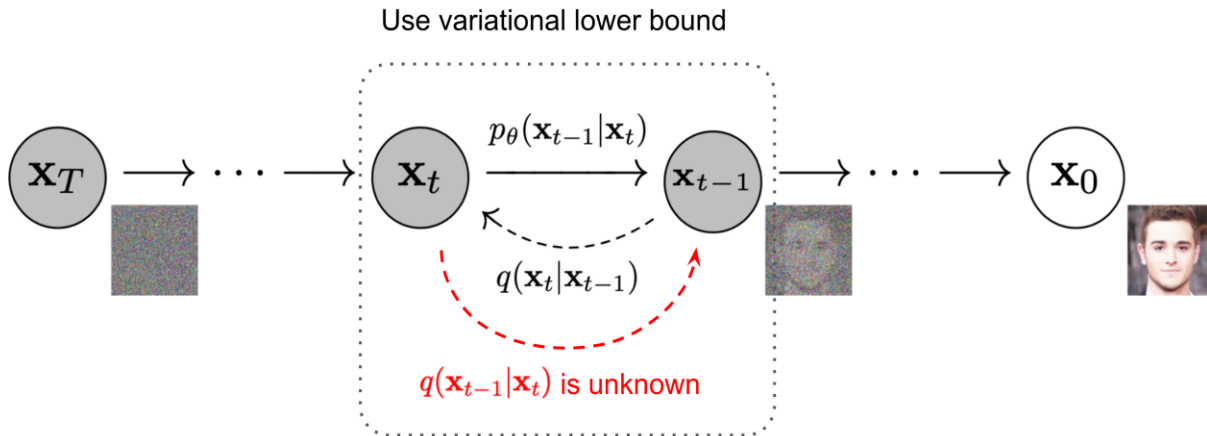 Use variational lower bound
p_θ(𝐱_{t−1}|𝐱_t)
𝐱_T → ··· → 𝐱_t → 𝐱_{t−1} → ··· → 𝐱_0
q(𝐱_t|𝐱_{t−1})
q(𝐱_{t−1}|𝐱_t) is unknown